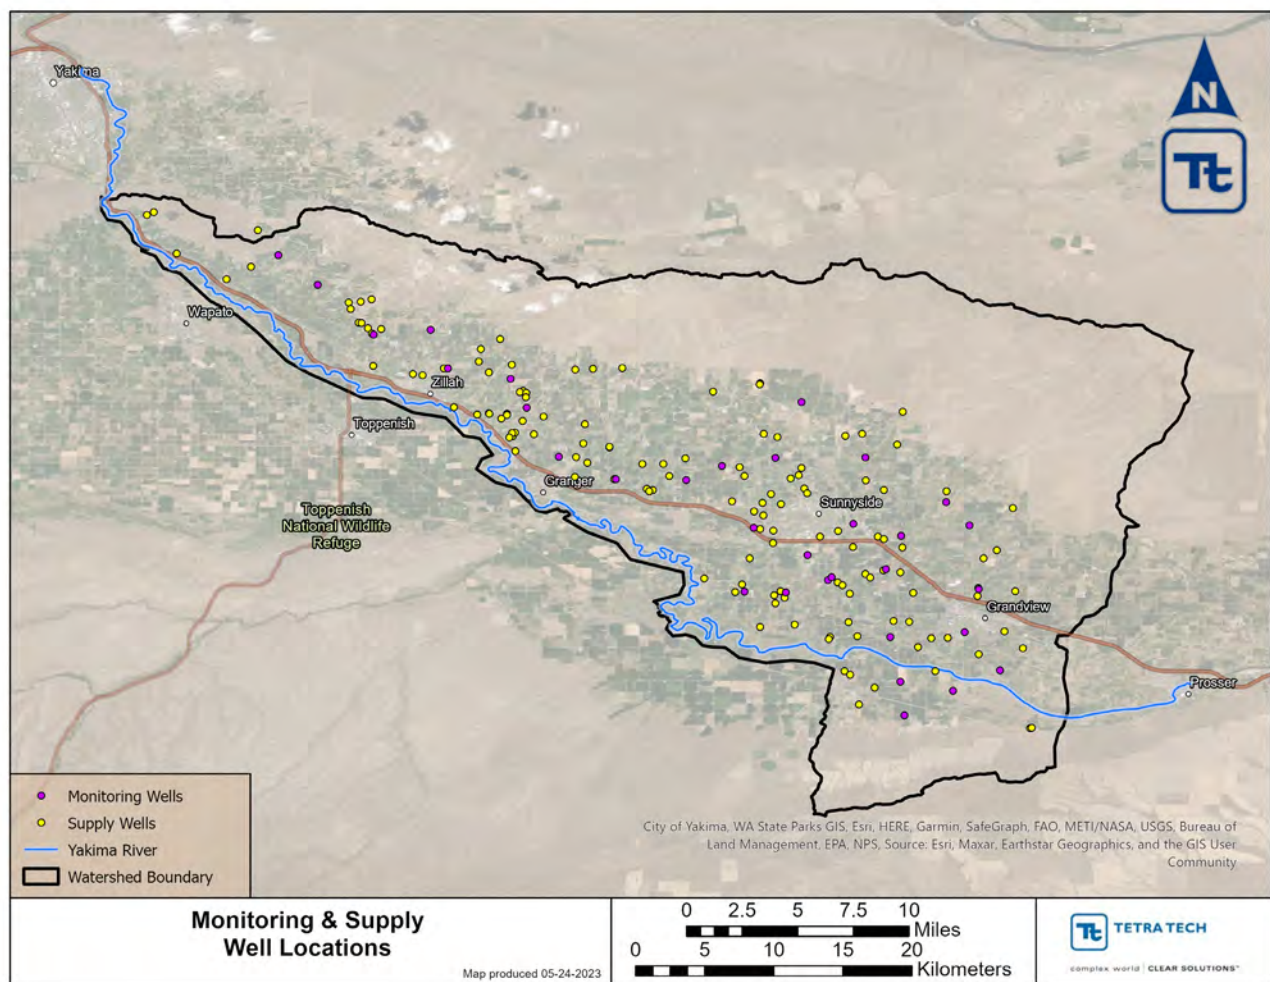 Yakima
N
Tt
Wapato
Zillah
Toppenish
Granger
Sunnyside
Toppenish
National Wildlife
Refuge
Grandview
Prosser
Monitoring Wells
Supply Wells
Yakima River
Watershed Boundary
City of Yakima, WA State Parks GIS, Esri, HERE, Garmin, SafeGraph, FAO, METI/NASA, USGS, Bureau of
Land Management, EPA, NPS, Source: Esri, Maxar, Earthstar Geographics, and the GIS User
Community
Monitoring & Supply
Well Locations
Map produced 05-24-2023
0 2.5 5 7.5 10
Miles
0 5 10 15 20
Kilometers
Tt TETRA TECH
complex world | CLEAR SOLUTIONS™